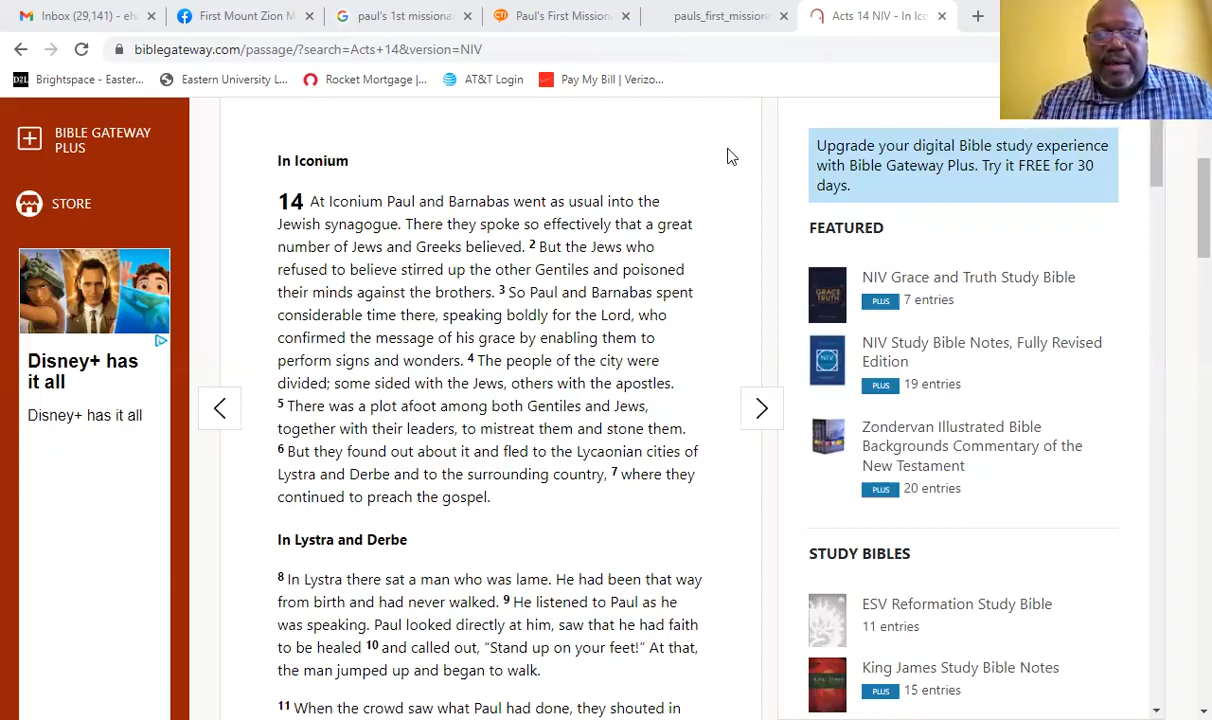 Inbox (29,141) - eh
First Mount Zion M
paul's 1st missiona
Paul's First Mission
pauls_first_mission
Acts 14 NIV - In Ico
biblegateway.com/passage/?search=Acts+14&version=NIV
Brightspace - Easter...
Eastern University L...
Rocket Mortgage |...
AT&T Login
Pay My Bill | Verizo...
BIBLE GATEWAY
PLUS
STORE
Disney+ has
it all
Disney+ has it all
In Iconium
14 At Iconium Paul and Barnabas went as usual into the
Jewish synagogue. There they spoke so effectively that a great
number of Jews and Greeks believed. 2 But the Jews who
refused to believe stirred up the other Gentiles and poisoned
their minds against the brothers. 3 So Paul and Barnabas spent
considerable time there, speaking boldly for the Lord, who
confirmed the message of his grace by enabling them to
perform signs and wonders. 4 The people of the city were
divided; some sided with the Jews, others with the apostles.
5 There was a plot afoot among both Gentiles and Jews,
together with their leaders, to mistreat them and stone them.
6 But they found out about it and fled to the Lycaonian cities of
Lystra and Derbe and to the surrounding country, 7 where they
continued to preach the gospel.
In Lystra and Derbe
8 In Lystra there sat a man who was lame. He had been that way
from birth and had never walked. 9 He listened to Paul as he
was speaking. Paul looked directly at him, saw that he had faith
to be healed 10 and called out, “Stand up on your feet!” At that,
the man jumped up and began to walk.
11 When the crowd saw what Paul had done, they shouted in
Upgrade your digital Bible study experience
with Bible Gateway Plus. Try it FREE for 30
days.
FEATURED
GRACE
TRUTH
NIV Grace and Truth Study Bible
PLUS 7 entries
NIV
NIV Study Bible Notes, Fully Revised
Edition
PLUS 19 entries
Zondervan Illustrated Bible
Backgrounds Commentary of the
New Testament
PLUS 20 entries
STUDY BIBLES
ESV Reformation Study Bible
11 entries
King James Study Bible Notes
PLUS 15 entries